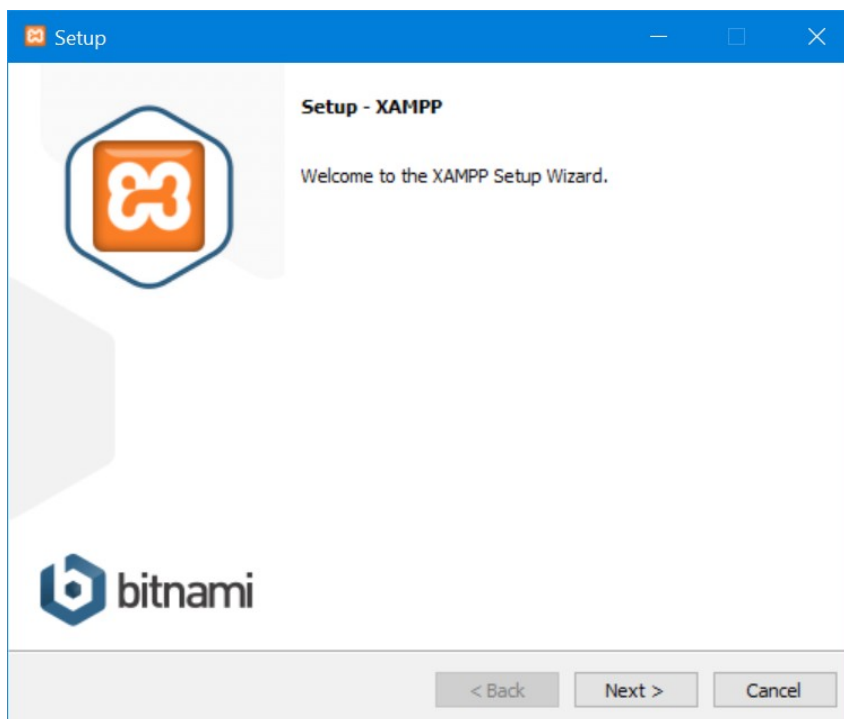 Setup
Setup - XAMPP
Welcome to the XAMPP Setup Wizard.
bitnami
< Back
Next >
Cancel